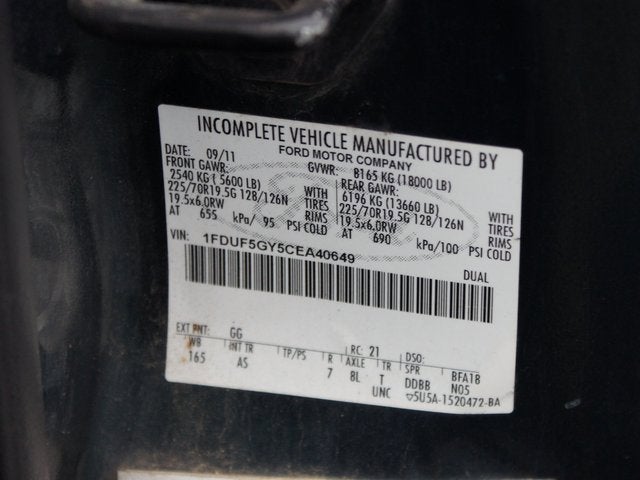 INCOMPLETE VEHICLE MANUFACTURED BY
FORD MOTOR COMPANY
DATE: 09/11 GVWR: 8165 KG (18000 LB)
FRONT GAWR: REAR GAWR:
2540 KG (5600 LB) WITH 6196 KG (13660 LB) WITH
225/70R19.5G 128/126N TIRES 225/70R19.5G 128/126N TIRES
19.5x6.0RW RIMS 19.5x6.0RW RIMS
AT 655 kPa/ 95 PSI COLD AT 690 kPa/100 PSI COLD
VIN: 1FDUF5GY5CEA40649
DUAL
EXT PNT: GG RC: 21 DSO:
WB INT TR TP/PS R AXLE TR SPR BFA18
165 AS 7 8L T DDBB N05
UNC ▽5U5A-1520472-BA